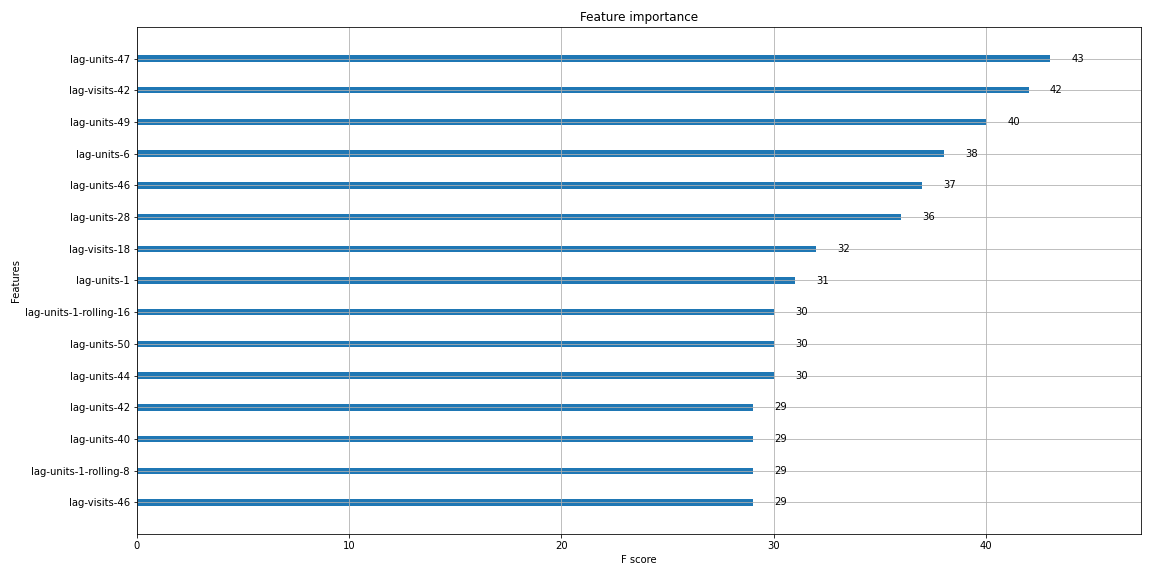 Feature importance
Features
lag-units-47 43
lag-visits-42 42
lag-units-49 40
lag-units-6 38
lag-units-46 37
lag-units-28 36
lag-visits-18 32
lag-units-1 31
lag-units-1-rolling-16 30
lag-units-50 30
lag-units-44 30
lag-units-42 29
lag-units-40 29
lag-units-1-rolling-8 29
lag-visits-46 29
0 10 20 30 40
F score